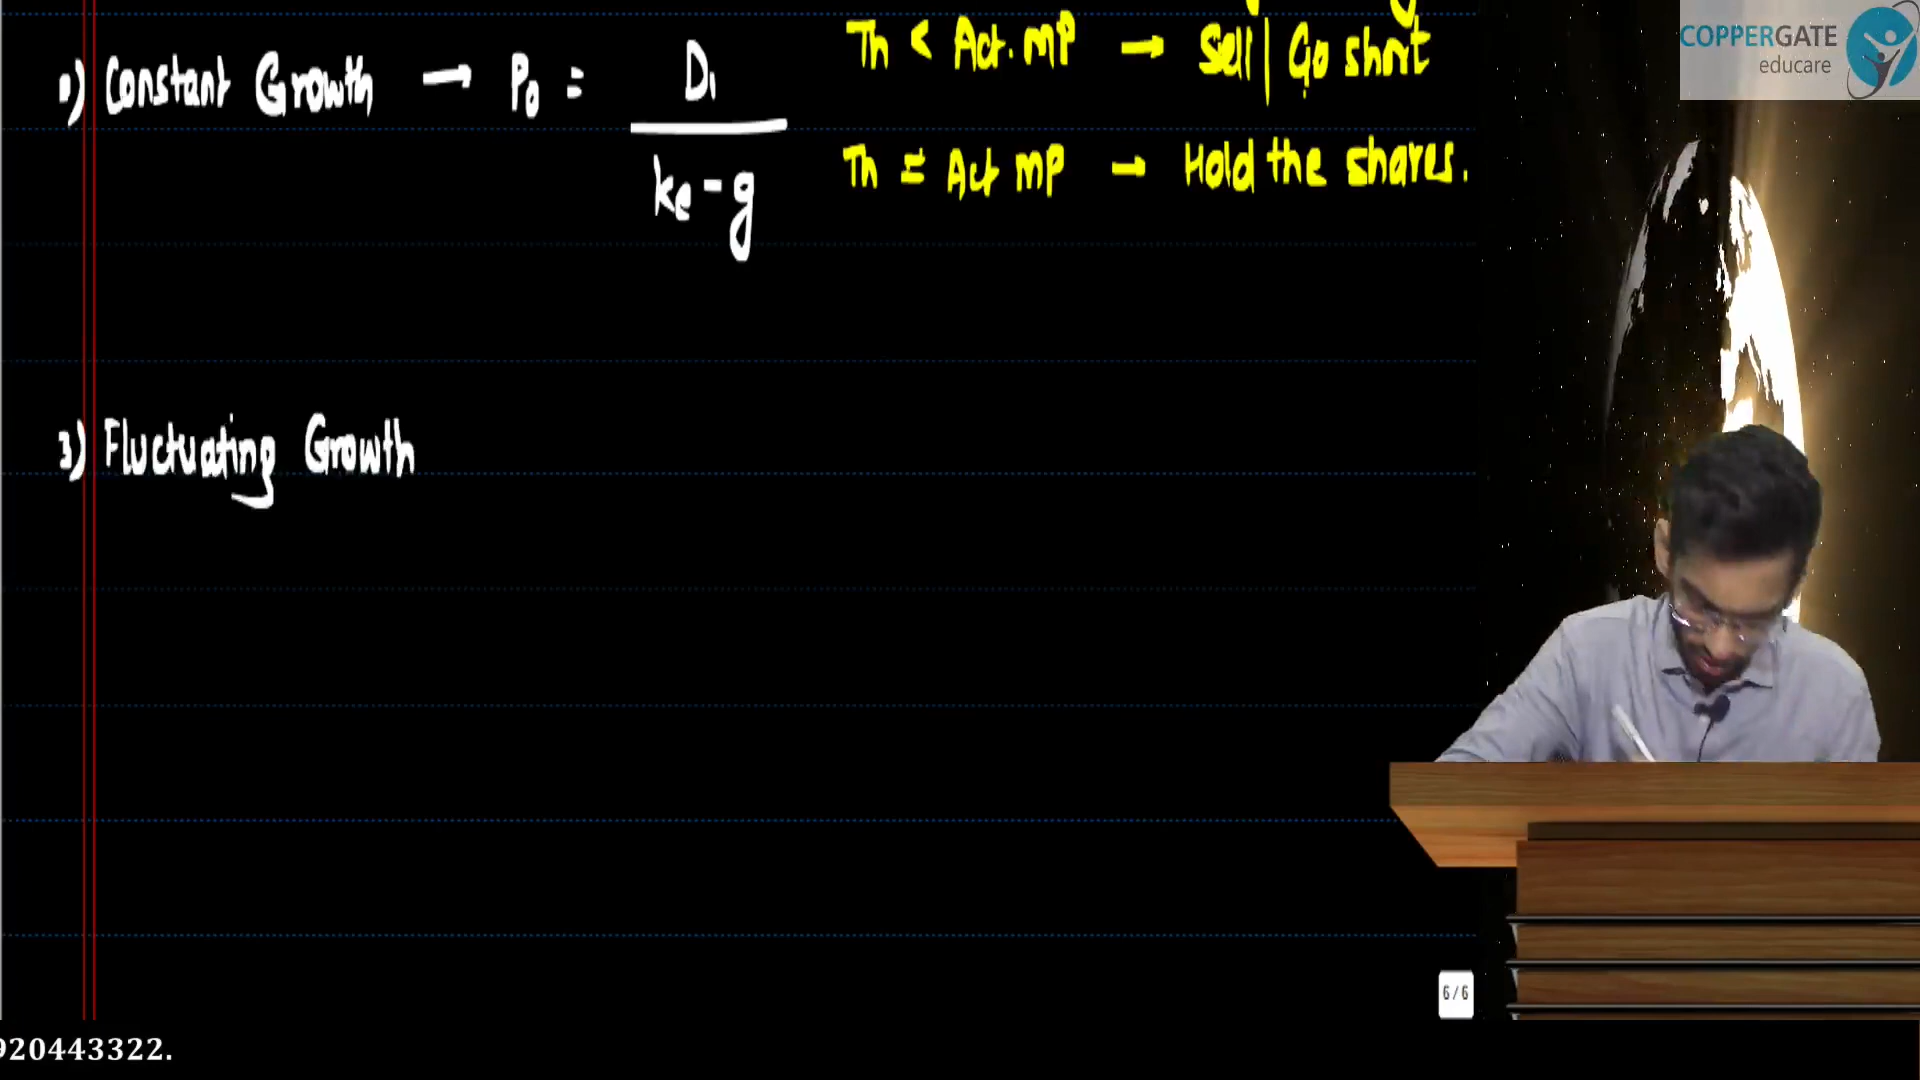 Th < Act. MP → Sell | Go short
2) Constant Growth → P0 = D1 / ke - g
Th = Act MP → Hold the shares.
3) Fluctuating Growth
COPPERGATE
educare
6/6
920443322.